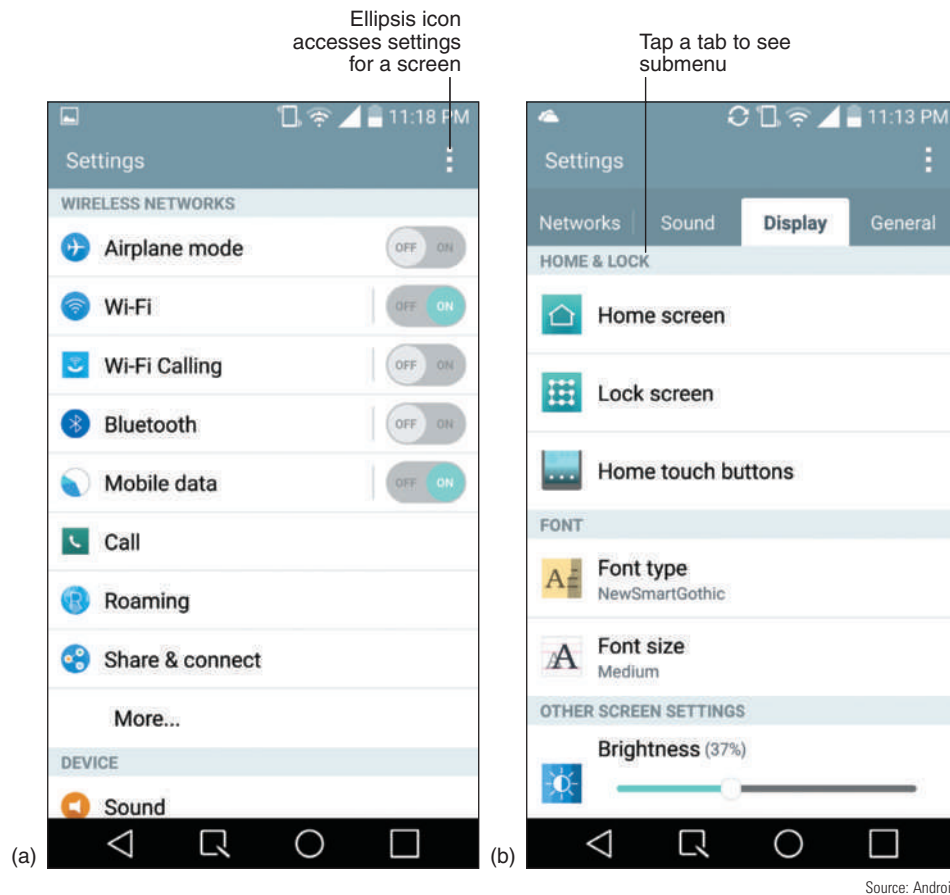 Ellipsis icon
accesses settings
for a screen
Tap a tab to see
submenu
11:18 PM
Settings
WIRELESS NETWORKS
Airplane mode
OFF ON
Wi-Fi
OFF ON
Wi-Fi Calling
OFF ON
Bluetooth
OFF ON
Mobile data
OFF ON
Call
Roaming
Share & connect
More...
DEVICE
Sound
(a)
11:13 PM
Settings
Networks Sound Display General
HOME & LOCK
Home screen
Lock screen
Home touch buttons
FONT
Font type
NewSmartGothic
Font size
Medium
OTHER SCREEN SETTINGS
Brightness (37%)
(b)
Source: